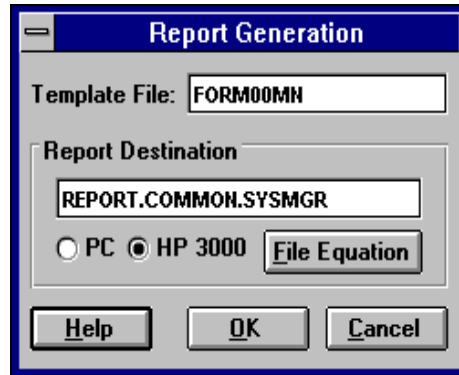 Report Generation
Template File: FORM00MN
Report Destination
REPORT.COMMON.SYSMGR
PC HP 3000 File Equation
Help OK Cancel